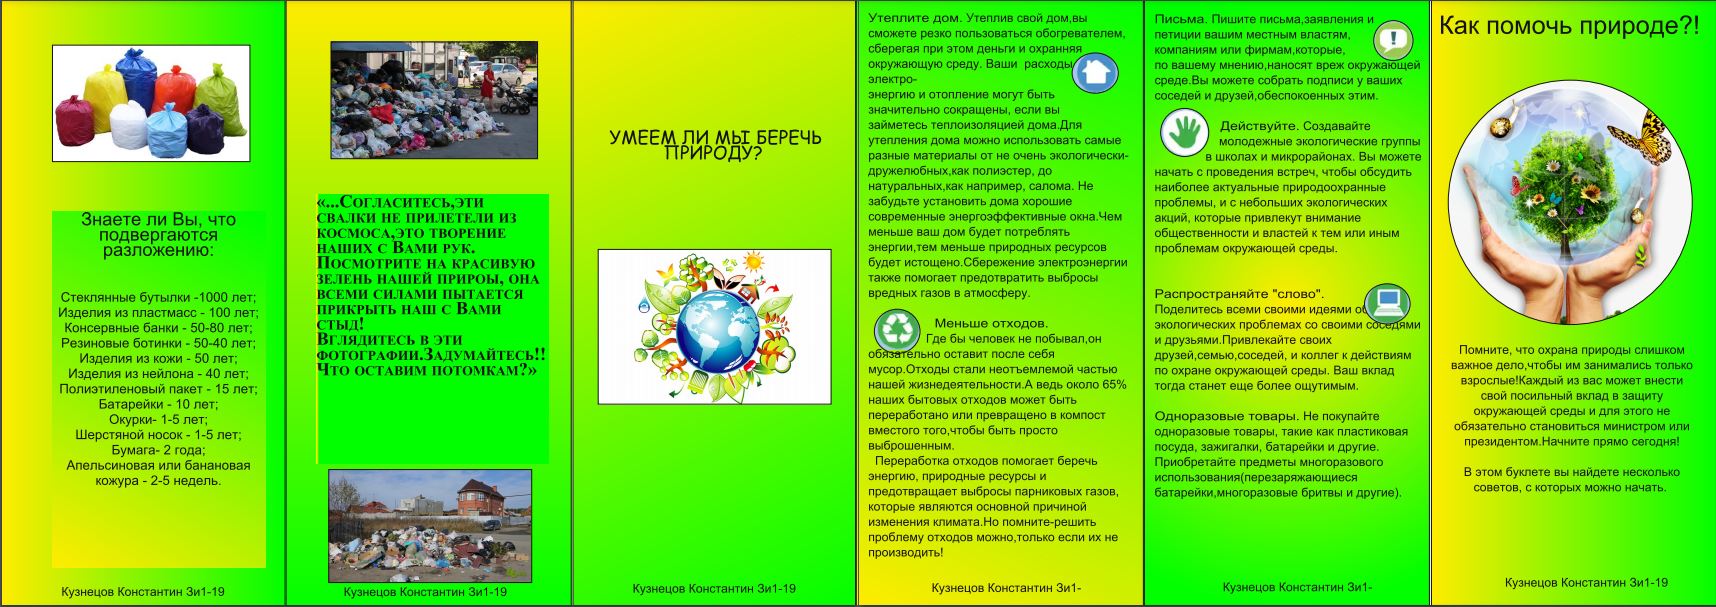 Знаете ли Вы, что
подвергаются
разложению:
Стеклянные бутылки -1000 лет;
Изделия из пластмасс - 100 лет;
Консервные банки - 50-80 лет;
Резиновые ботинки - 50-40 лет;
Изделия из кожи - 50 лет;
Изделия из нейлона - 40 лет;
Полиэтиленовый пакет - 15 лет;
Батарейки - 10 лет;
Окурки- 1-5 лет;
Шерстяной носок - 1-5 лет;
Бумага- 2 года;
Апельсиновая или банановая
кожура - 2-5 недель.
Кузнецов Константин Зи1-19
«...Согласитесь,эти
свалки не прилетели из
космоса,это творение
наших с Вами рук.
Посмотрите на красивую
зелень нашей прироы, она
всеми силами пытается
прикрыть наш с Вами
стыд!
Вглядитесь в эти
фотографии.Задумайтесь!!
Что оставим потомкам?»
Кузнецов Константин Зи1-19
УМЕЕМ ЛИ МЫ БЕРЕЧЬ
ПРИРОДУ?
Кузнецов Константин Зи1-19
Утеплите дом. Утеплив свой дом,вы
сможете резко пользоваться обогревателем,
сберегая при этом деньги и охранняя
окружающую среду. Ваши расходы
электро-
энергию и отопление могут быть
значительно сокращены, если вы
займетесь теплоизоляцией дома.Для
утепления дома можно использовать самые
разные материалы от не очень экологически-
дружелюбных,как полиэстер, до
натуральных,как например, салома. Не
забудьте установить дома хорошие
современные энергоэффективные окна.Чем
меньше ваш дом будет потреблять
энергии,тем меньше природных ресурсов
будет истощено.Сбережение электроэнергии
также помогает предотвратить выбросы
вредных газов в атмосферу.
Меньше отходов.
Где бы человек не побывал,он
обязательно оставит после себя
мусор.Отходы стали неотъемлемой частью
нашей жизнедеятельности.А ведь около 65%
наших бытовых отходов может быть
переработано или превращено в компост
вместого того,чтобы быть просто
выброшенным.
Переработка отходов помогает беречь
энергию, природные ресурсы и
предотвращает выбросы парниковых газов,
которые являются основной причиной
изменения климата.Но помните-решить
проблему отходов можно,только если их не
производить!
Кузнецов Константин Зи1-
Письма. Пишите письма,заявления и
петиции вашим местным властям,
компаниям или фирмам,которые,
по вашему мнению,наносят вреж окружающей
среде.Вы можете собрать подписи у ваших
соседей и друзей,обеспокоенных этим.
Действуйте. Создавайте
молодежные экологические группы
в школах и микрорайонах. Вы можете
начать с проведения встреч, чтобы обсудить
наиболее актуальные природоохранные
проблемы, и с небольших экологических
акций, которые привлекут внимание
общественности и властей к тем или иным
проблемам окружающей среды.
Распространяйте "слово".
Поделитесь всеми своими идеями об
экологических проблемах со своими соседями
и друзьями.Привлекайте своих
друзей,семью,соседей, и коллег к действиям
по охране окружающей среды. Ваш вклад
тогда станет еще более ощутимым.
Одноразовые товары. Не покупайте
одноразовые товары, такие как пластиковая
посуда, зажигалки, батарейки и другие.
Приобретайте предметы многоразового
использования(перезаряжающиеся
батарейки,многоразовые бритвы и другие).
Кузнецов Константин Зи1-
Как помочь природе?!
Помните, что охрана природы слишком
важное дело,чтобы им занимались только
взрослые!Каждый из вас может внести
свой посильный вклад в защиту
окружающей среды и для этого не
обязательно становиться министром или
президентом.Начните прямо сегодня!
В этом буклете вы найдете несколько
советов, с которых можно начать.
Кузнецов Константин Зи1-19